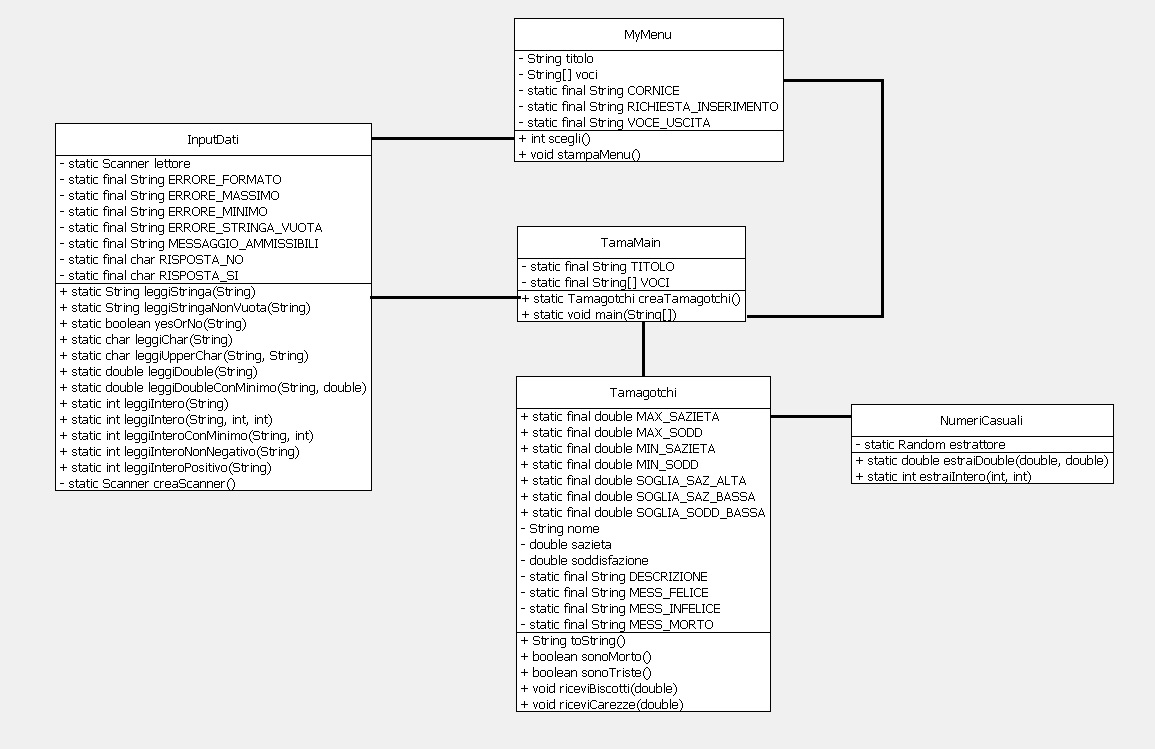 MyMenu
- String titolo
- String[] voci
- static final String CORNICE
- static final String RICHIESTA_INSERIMENTO
- static final String VOCE_USCITA
+ int scegli()
+ void stampaMenu()
InputDati
- static Scanner lettore
- static final String ERRORE_FORMATO
- static final String ERRORE_MASSIMO
- static final String ERRORE_MINIMO
- static final String ERRORE_STRINGA_VUOTA
- static final String MESSAGGIO_AMMISSIBILI
- static final char RISPOSTA_NO
- static final char RISPOSTA_SI
+ static String leggiStringa(String)
+ static String leggiStringaNonVuota(String)
+ static boolean yesOrNo(String)
+ static char leggiChar(String)
+ static char leggiUpperChar(String, String)
+ static double leggiDouble(String)
+ static double leggiDoubleConMinimo(String, double)
+ static int leggiIntero(String)
+ static int leggiIntero(String, int, int)
+ static int leggiInteroConMinimo(String, int)
+ static int leggiInteroNonNegativo(String)
+ static int leggiInteroPositivo(String)
- static Scanner creaScanner()
TamaMain
- static final String TITOLO
- static final String[] VOCI
+ static Tamagotchi creaTamagotchi()
+ static void main(String[])
Tamagotchi
+ static final double MAX_SAZIETA
+ static final double MAX_SODD
+ static final double MIN_SAZIETA
+ static final double MIN_SODD
+ static final double SOGLIA_SAZ_ALTA
+ static final double SOGLIA_SAZ_BASSA
+ static final double SOGLIA_SODD_BASSA
- String nome
- double sazieta
- double soddisfazione
- static final String DESCRIZIONE
- static final String MESS_FELICE
- static final String MESS_INFELICE
- static final String MESS_MORTO
+ String toString()
+ boolean sonoMorto()
+ boolean sonoTriste()
+ void riceviBiscotti(double)
+ void riceviCarezze(double)
NumeriCasuali
- static Random estrattore
+ static double estraiDouble(double, double)
+ static int estraiIntero(int, int)